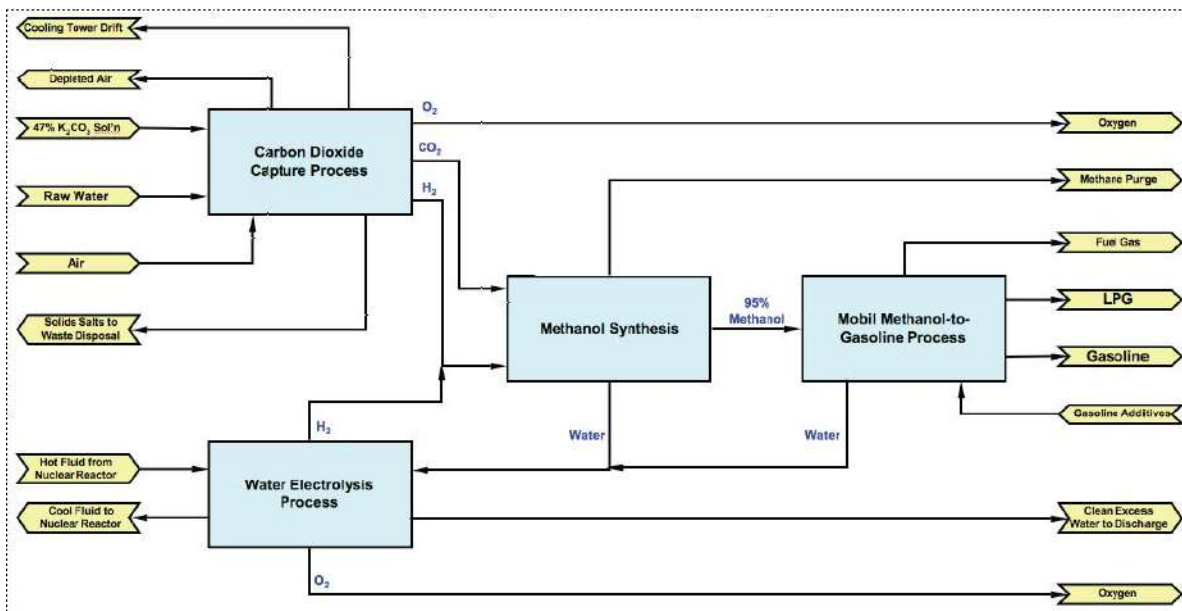 Cooling Tower Drift
Depleted Air
47% K₂CO₃ Sol'n
Raw Water
Air
Solids Salts to
Waste Disposal
Carbon Dioxide
Capture Process
O₂
CO₂
H₂
Oxygen
Methane Purge
Fuel Gas
LPG
Gasoline
Gasoline Additives
Methanol Synthesis
95%
Methanol
Mobil Methanol-to-
Gasoline Process
Water
Water
H₂
Hot Fluid from
Nuclear Reactor
Cool Fluid to
Nuclear Reactor
Water Electrolysis
Process
O₂
Clean Excess
Water to Discharge
Oxygen